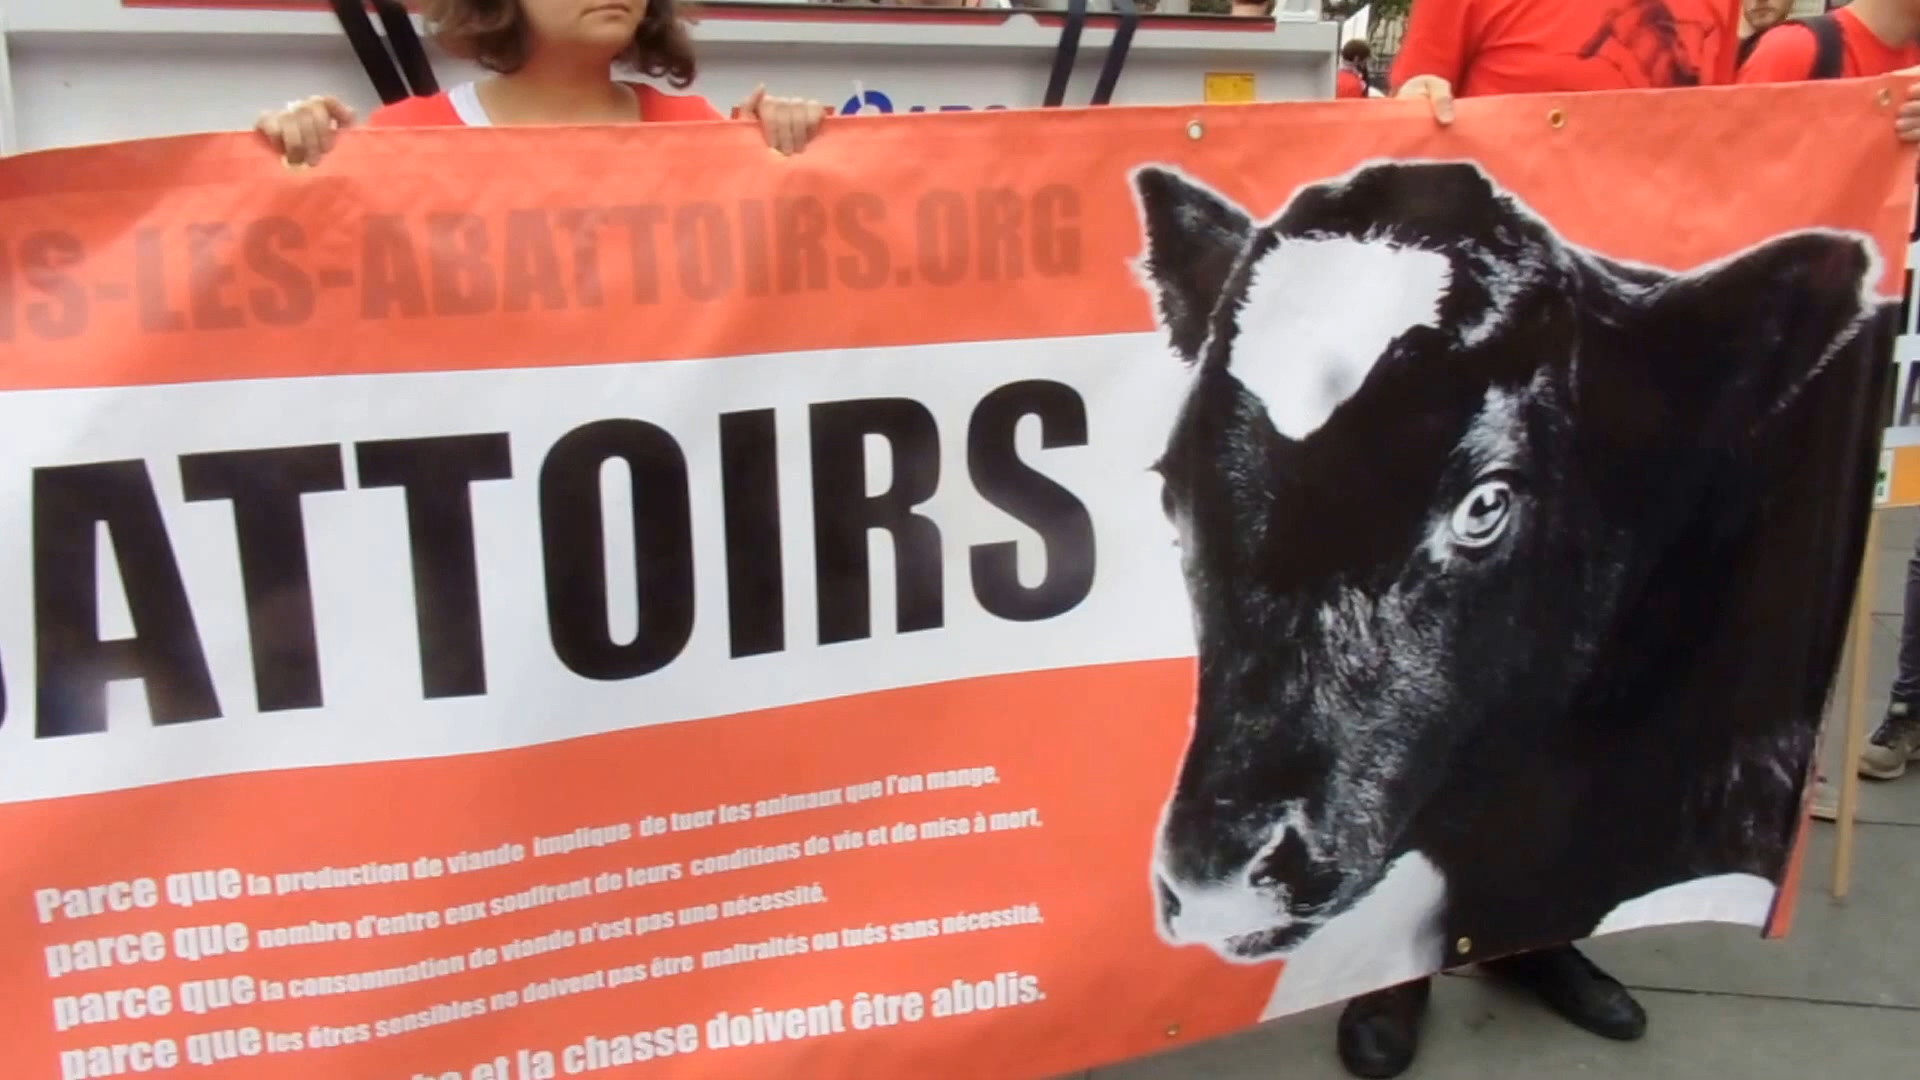 NS-LES-ABATTOIRS.ORG
BATTOIRS
Parce que la production de viande implique de tuer les animaux que l'on mange,
parce que nombre d'entre eux souffrent de leurs conditions de vie et de mise à mort,
parce que la consommation de viande n'est pas une nécessité,
parce que les êtres sensibles ne doivent pas être maltraités ou tués sans nécessité,
et la chasse doivent être abolis.